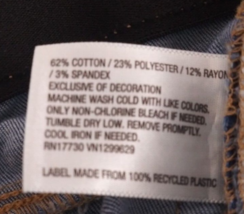 62% COTTON / 23% POLYESTER / 12% RAYON
/ 3% SPANDEX
EXCLUSIVE OF DECORATION
MACHINE WASH COLD WITH LIKE COLORS.
ONLY NON-CHLORINE BLEACH IF NEEDED.
TUMBLE DRY LOW. REMOVE PROMPTLY.
COOL IRON IF NEEDED.
RN17730 VN1299629
LABEL MADE FROM 100% RECYCLED PLASTIC